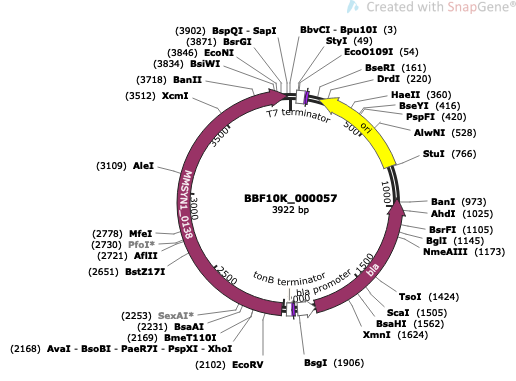 Created with SnapGene®
(3902) BspQI - SapI
BbvCI - Bpu10I (3)
(3871) BsrGI
StyI (49)
(3846) EcoNI
EcoO109I (54)
(3834) BsiWI
BseRI (161)
(3718) BanII
DrdI (220)
(3512) XcmI
HaeII (360)
BseYI (416)
PspFI (420)
AlwNI (528)
StuI (766)
T7 terminator
ori
500
3500
(3109) AleI
1000
BanI (973)
AhdI (1025)
BBF10K_000057
3922 bp
MMSYN1_0138
3000
BsrFI (1105)
BglI (1145)
NmeAIII (1173)
(2778) MfeI
(2730) PfoI*
(2721) AflII
(2651) BstZ17I
2500
1500
bla
tonB terminator
bla promoter
TsoI (1424)
ScaI (1505)
BsaHI (1562)
XmnI (1624)
(2253) SexAI*
(2231) BsaAI
(2169) BmeT110I
(2168) AvaI - BsoBI - PaeR7I - PspXI - XhoI
(2102) EcoRV
BsgI (1906)